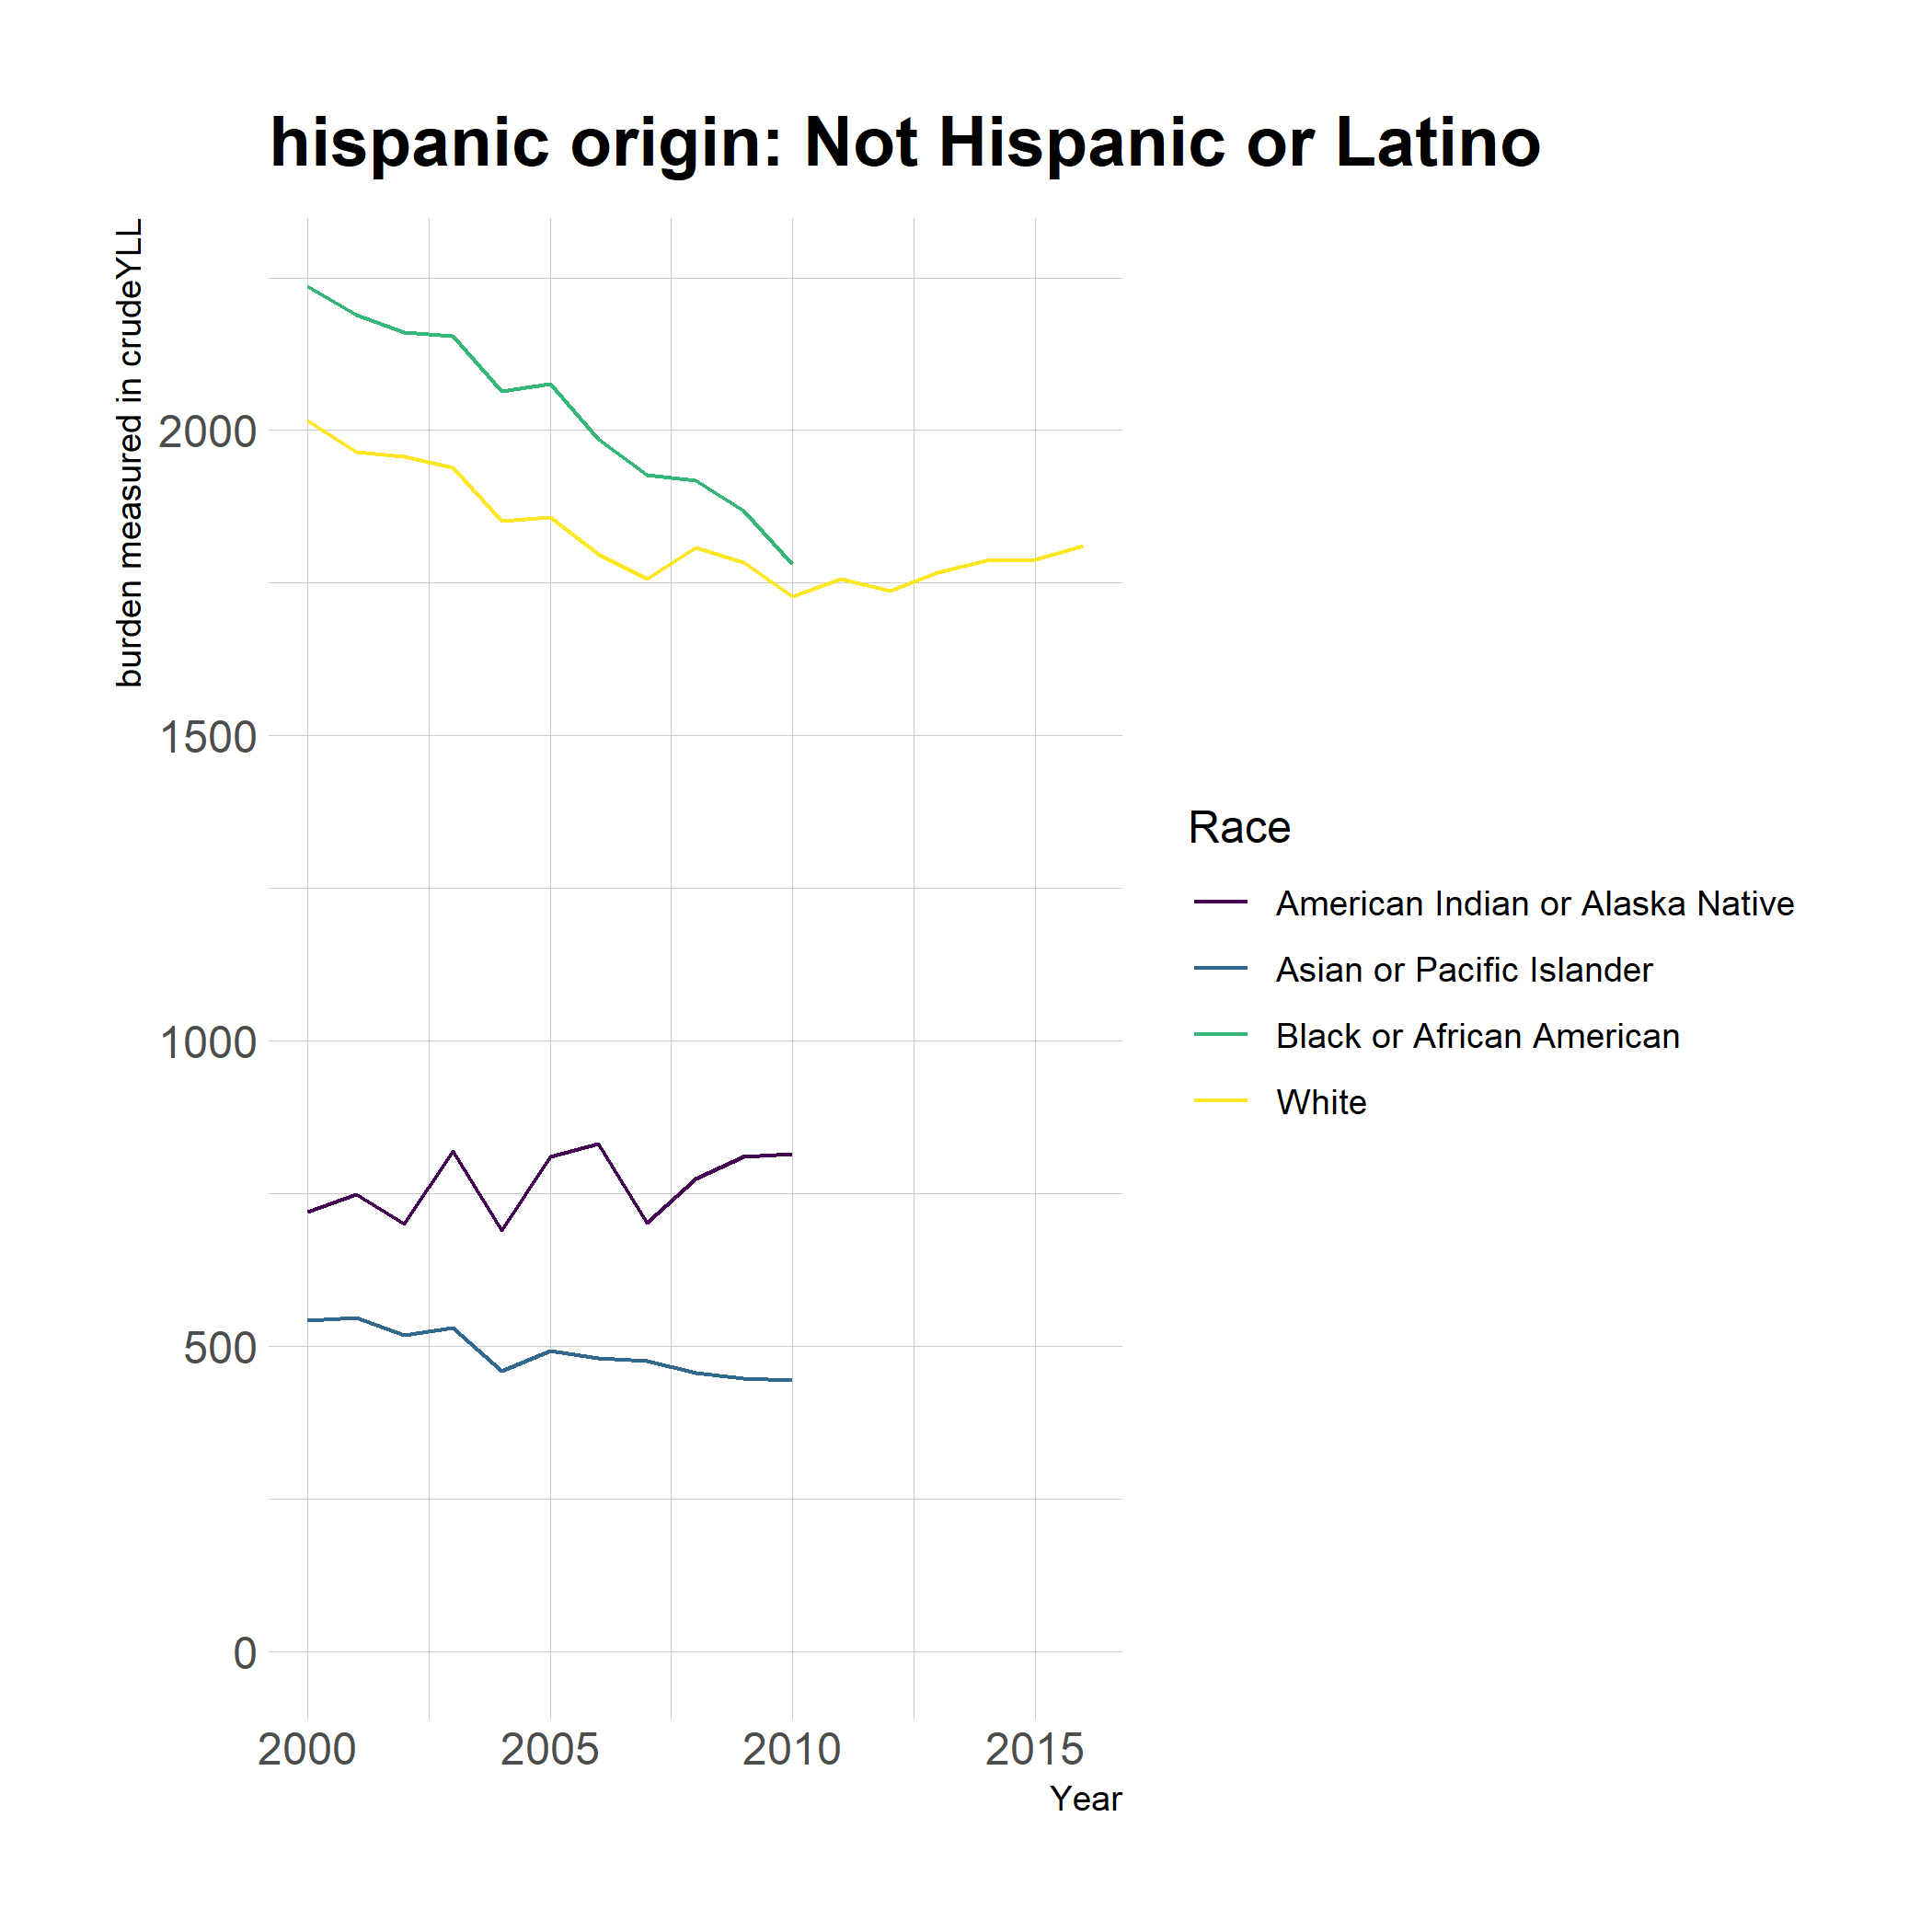 hispanic origin: Not Hispanic or Latino
burden measured in crudeYLL
2000
1500
1000
500
0
2000 2005 2010 2015
Year
Race
American Indian or Alaska Native
Asian or Pacific Islander
Black or African American
White